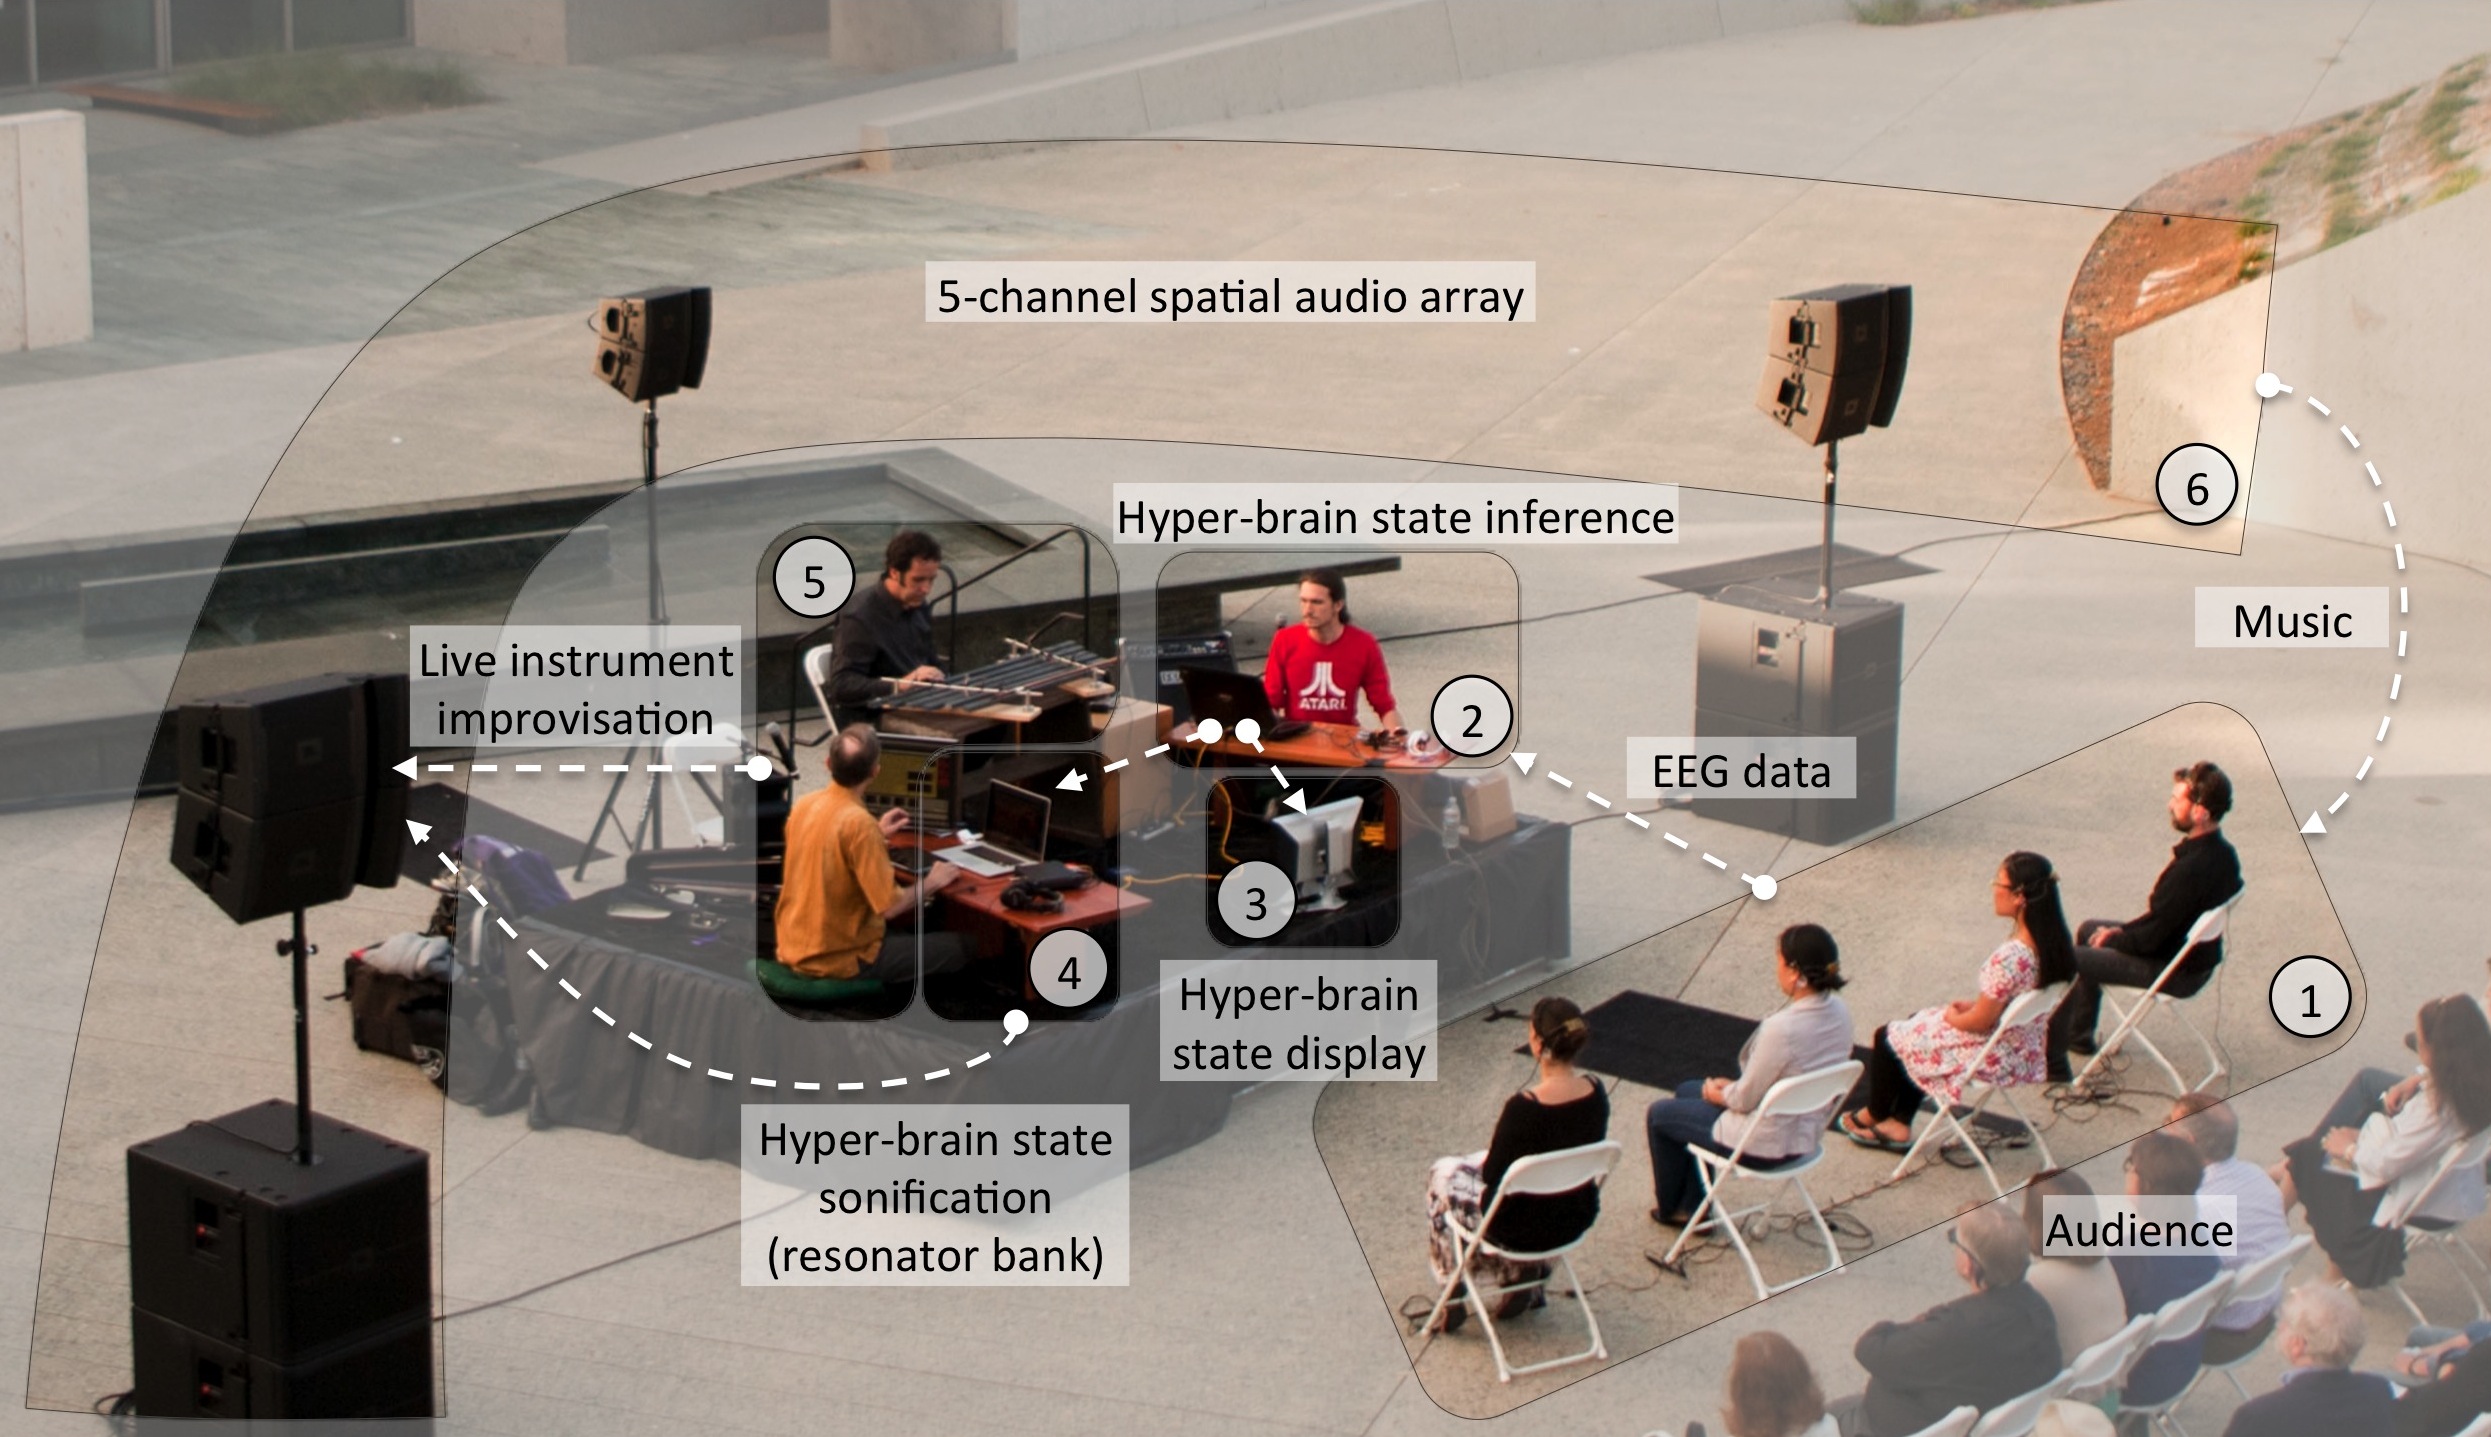 5-channel spatial audio array
Hyper-brain state inference
6
5
Music
Live instrument
improvisation
ATARI
2
EEG data
3
4
Hyper-brain
state display
1
Hyper-brain state
sonification
(resonator bank)
Audience